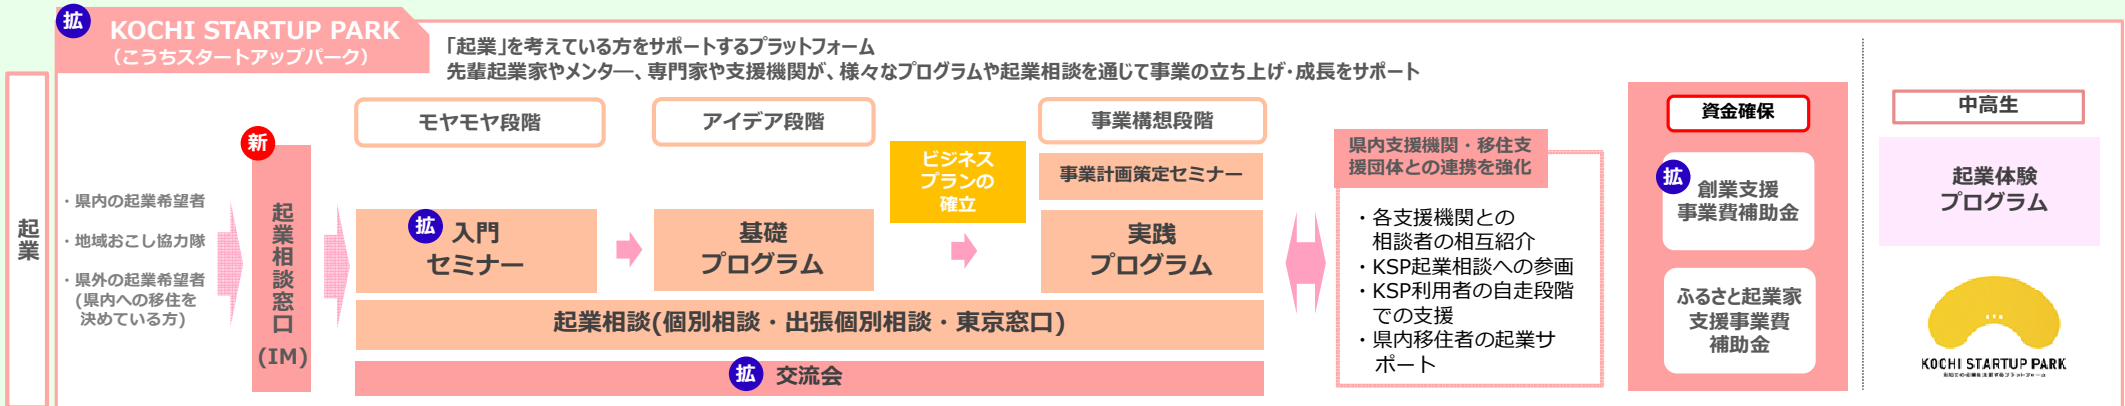 拡
KOCHI STARTUP PARK
（こうちスタートアップパーク）
「起業」を考えている方をサポートするプラットフォーム
先輩起業家やメンター、専門家や支援機関が、様々なプログラムや起業相談を通じて事業の立ち上げ・成長をサポート
起業
・県内の起業希望者
・地域おこし協力隊
・県外の起業希望者
(県内への移住を
決めている方)
新
起業相談窓口
(IM)
モヤモヤ段階
拡
入門
セミナー
アイデア段階
基礎
プログラム
ビジネス
プランの
確立
事業構想段階
事業計画策定セミナー
実践
プログラム
起業相談(個別相談・出張個別相談・東京窓口)
拡
交流会
県内支援機関・移住支
援団体との連携を強化
・各支援機関との
相談者の相互紹介
・KSP起業相談への参画
・KSP利用者の自走段階
での支援
・県内移住者の起業サ
ポート
資金確保
拡
創業支援
事業費補助金
ふるさと起業家
支援事業費
補助金
中高生
起業体験
プログラム
KOCHI STARTUP PARK